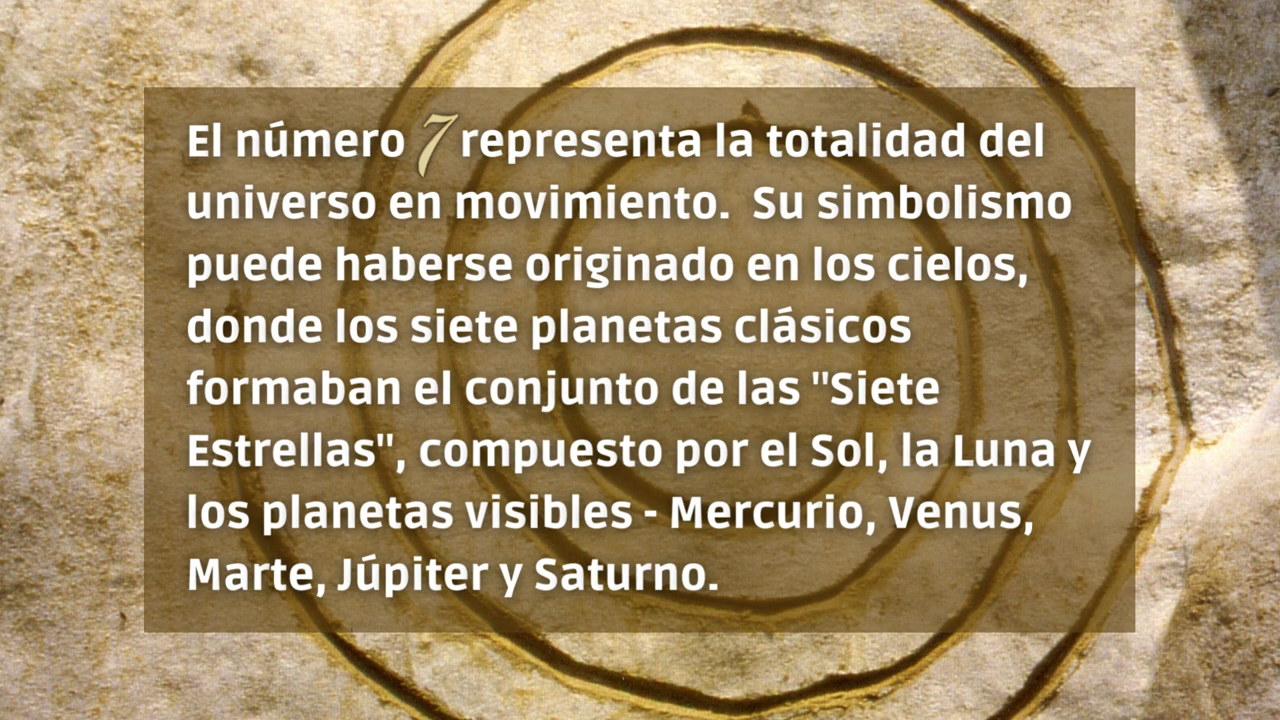 El número 7 representa la totalidad del
universo en movimiento.  Su simbolismo
puede haberse originado en los cielos,
donde los siete planetas clásicos
formaban el conjunto de las "Siete
Estrellas", compuesto por el Sol, la Luna y
los planetas visibles - Mercurio, Venus,
Marte, Júpiter y Saturno.